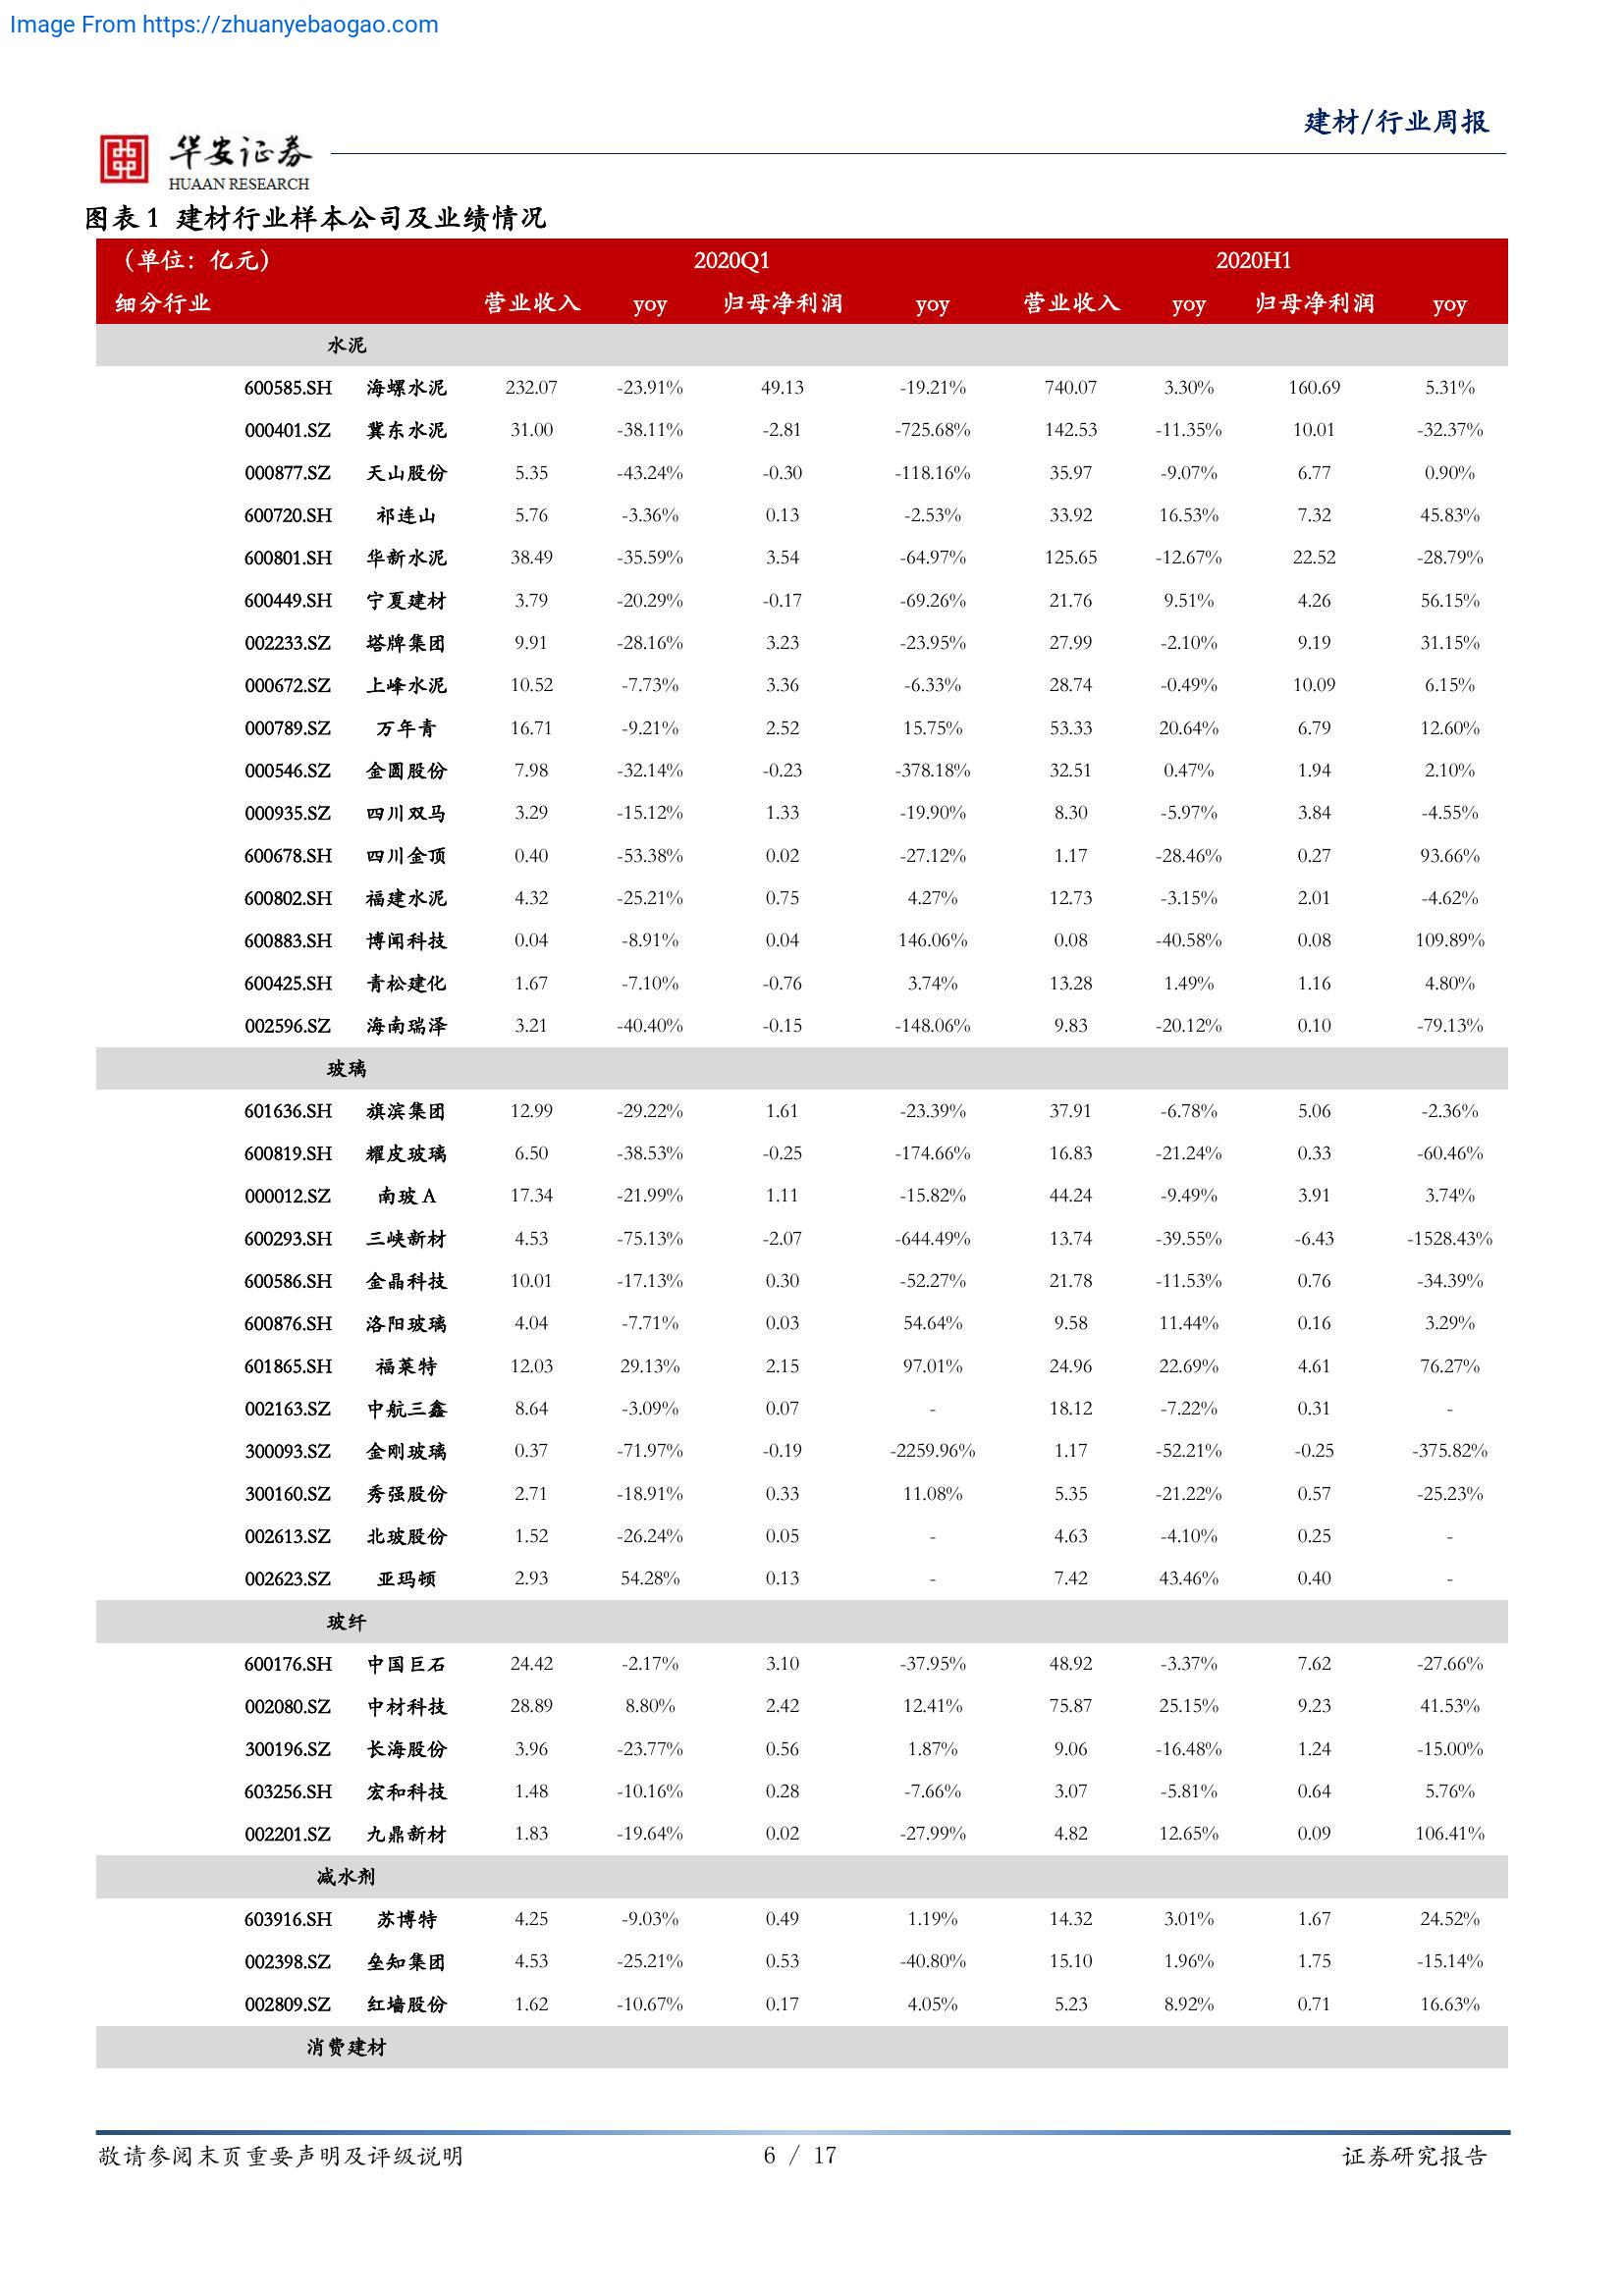 Image From https://zhuanyebaogao.com
建材/行业周报
华安证券
HUAAN RESEARCH
图表 1 建材行业样本公司及业绩情况
（单位：亿元） 2020Q1 2020H1
细分行业 营业收入 yoy 归母净利润 yoy 营业收入 yoy 归母净利润 yoy
水泥
600585.SH 海螺水泥 232.07 -23.91% 49.13 -19.21% 740.07 3.30% 160.69 5.31%
000401.SZ 冀东水泥 31.00 -38.11% -2.81 -725.68% 142.53 -11.35% 10.01 -32.37%
000877.SZ 天山股份 5.35 -43.24% -0.30 -118.16% 35.97 -9.07% 6.77 0.90%
600720.SH 祁连山 5.76 -3.36% 0.13 -2.53% 33.92 16.53% 7.32 45.83%
600801.SH 华新水泥 38.49 -35.59% 3.54 -64.97% 125.65 -12.67% 22.52 -28.79%
600449.SH 宁夏建材 3.79 -20.29% -0.17 -69.26% 21.76 9.51% 4.26 56.15%
002233.SZ 塔牌集团 9.91 -28.16% 3.23 -23.95% 27.99 -2.10% 9.19 31.15%
000672.SZ 上峰水泥 10.52 -7.73% 3.36 -6.33% 28.74 -0.49% 10.09 6.15%
000789.SZ 万年青 16.71 -9.21% 2.52 15.75% 53.33 20.64% 6.79 12.60%
000546.SZ 金圆股份 7.98 -32.14% -0.23 -378.18% 32.51 0.47% 1.94 2.10%
000935.SZ 四川双马 3.29 -15.12% 1.33 -19.90% 8.30 -5.97% 3.84 -4.55%
600678.SH 四川金顶 0.40 -53.38% 0.02 -27.12% 1.17 -28.46% 0.27 93.66%
600802.SH 福建水泥 4.32 -25.21% 0.75 4.27% 12.73 -3.15% 2.01 -4.62%
600883.SH 博闻科技 0.04 -8.91% 0.04 146.06% 0.08 -40.58% 0.08 109.89%
600425.SH 青松建化 1.67 -7.10% -0.76 3.74% 13.28 1.49% 1.16 4.80%
002596.SZ 海南瑞泽 3.21 -40.40% -0.15 -148.06% 9.83 -20.12% 0.10 -79.13%
玻璃
601636.SH 旗滨集团 12.99 -29.22% 1.61 -23.39% 37.91 -6.78% 5.06 -2.36%
600819.SH 耀皮玻璃 6.50 -38.53% -0.25 -174.66% 16.83 -21.24% 0.33 -60.46%
000012.SZ 南玻 A 17.34 -21.99% 1.11 -15.82% 44.24 -9.49% 3.91 3.74%
600293.SH 三峡新材 4.53 -75.13% -2.07 -644.49% 13.74 -39.55% -6.43 -1528.43%
600586.SH 金晶科技 10.01 -17.13% 0.30 -52.27% 21.78 -11.53% 0.76 -34.39%
600876.SH 洛阳玻璃 4.04 -7.71% 0.03 54.64% 9.58 11.44% 0.16 3.29%
601865.SH 福莱特 12.03 29.13% 2.15 97.01% 24.96 22.69% 4.61 76.27%
002163.SZ 中航三鑫 8.64 -3.09% 0.07 - 18.12 -7.22% 0.31 -
300093.SZ 金刚玻璃 0.37 -71.97% -0.19 -2259.96% 1.17 -52.21% -0.25 -375.82%
300160.SZ 秀强股份 2.71 -18.91% 0.33 11.08% 5.35 -21.22% 0.57 -25.23%
002613.SZ 北玻股份 1.52 -26.24% 0.05 - 4.63 -4.10% 0.25 -
002623.SZ 亚玛顿 2.93 54.28% 0.13 - 7.42 43.46% 0.40 -
玻纤
600176.SH 中国巨石 24.42 -2.17% 3.10 -37.95% 48.92 -3.37% 7.62 -27.66%
002080.SZ 中材科技 28.89 8.80% 2.42 12.41% 75.87 25.15% 9.23 41.53%
300196.SZ 长海股份 3.96 -23.77% 0.56 1.87% 9.06 -16.48% 1.24 -15.00%
603256.SH 宏和科技 1.48 -10.16% 0.28 -7.66% 3.07 -5.81% 0.64 5.76%
002201.SZ 九鼎新材 1.83 -19.64% 0.02 -27.99% 4.82 12.65% 0.09 106.41%
减水剂
603916.SH 苏博特 4.25 -9.03% 0.49 1.19% 14.32 3.01% 1.67 24.52%
002398.SZ 垒知集团 4.53 -25.21% 0.53 -40.80% 15.10 1.96% 1.75 -15.14%
002809.SZ 红墙股份 1.62 -10.67% 0.17 4.05% 5.23 8.92% 0.71 16.63%
消费建材
敬请参阅末页重要声明及评级说明 6 / 17 证券研究报告